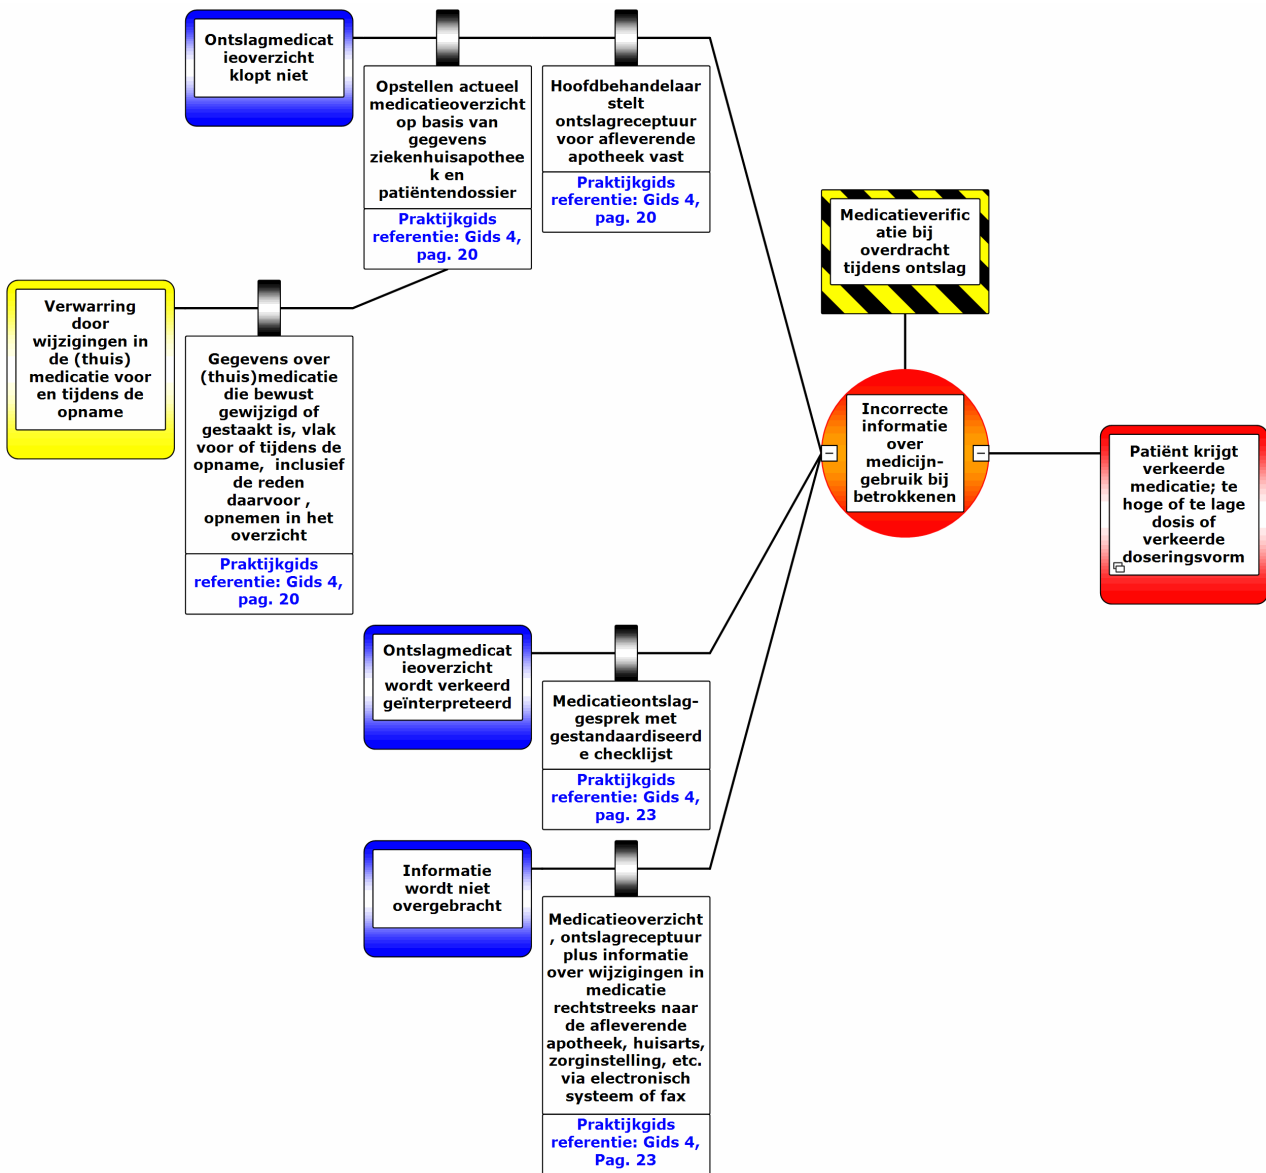 Ontslagmedicat
ieoverzicht
klopt niet
Opstellen actueel
medicatieoverzicht
op basis van
gegevens
ziekenhuisapothee
k en
patiëntendossier
Praktijkgids
referentie: Gids 4,
pag. 20
Hoofdbehandelaar
stelt
ontslagreceptuur
voor afleverende
apotheek vast
Praktijkgids
referentie: Gids 4,
pag. 20
Medicatieverific
atie bij
overdracht
tijdens ontslag
Verwarring
door
wijzigingen in
de (thuis)
medicatie voor
en tijdens de
opname
Gegevens over
(thuis)medicatie
die bewust
gewijzigd of
gestaakt is, vlak
voor of tijdens de
opname, inclusief
de reden
daarvoor ,
opnemen in het
overzicht
Praktijkgids
referentie: Gids 4,
pag. 20
Incorrecte
informatie
over
medicijn-
gebruik bij
betrokkenen
Patiënt krijgt
verkeerde
medicatie; te
hoge of te lage
dosis of
verkeerde
doseringsvorm
Ontslagmedicat
ieoverzicht
wordt verkeerd
geïnterpreteerd
Medicatieontslag-
gesprek met
gestandaardiseerd
e checklijst
Praktijkgids
referentie: Gids 4,
pag. 23
Informatie
wordt niet
overgebracht
Medicatieoverzicht
, ontslagreceptuur
plus informatie
over wijzigingen in
medicatie
rechtstreeks naar
de afleverende
apotheek, huisarts,
zorginstelling, etc.
via electronisch
systeem of fax
Praktijkgids
referentie: Gids 4,
Pag. 23